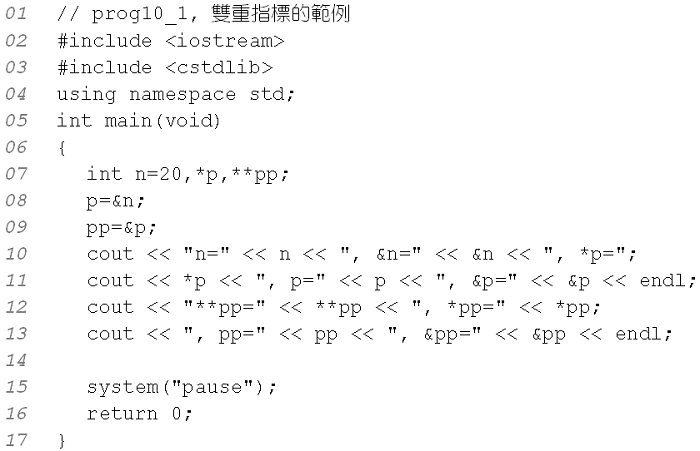 01 // prog10_1, 雙重指標的範例
02 #include <iostream>
03 #include <cstdlib>
04 using namespace std;
05 int main(void)
06 {
07 int n=20,*p,**pp;
08 p=&n;
09 pp=&p;
10 cout << "n=" << n << ", &n=" << &n << ", *p=";
11 cout << *p << ", p=" << p << ", &p=" << &p << endl;
12 cout << "**pp=" << **pp << ", *pp=" << *pp;
13 cout << ", pp=" << pp << ", &pp=" << &pp << endl;
14
15 system("pause");
16 return 0;
17 }